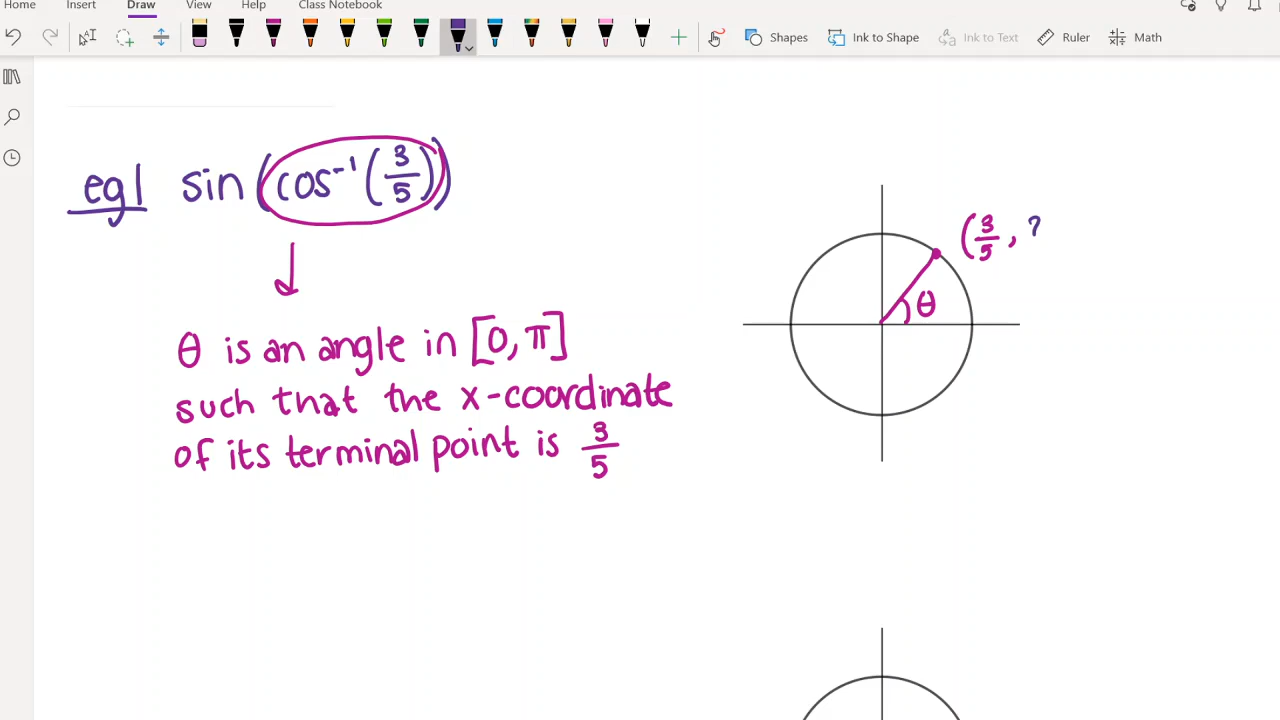 Home Insert Draw View Help Class Notebook
Shapes Ink to Shape Ink to Text Ruler Math
eg1 sin(cos⁻¹(3/5))
(3/5, ?
θ
θ is an angle in [0, π]
such that the x-coordinate
of its terminal point is 3/5